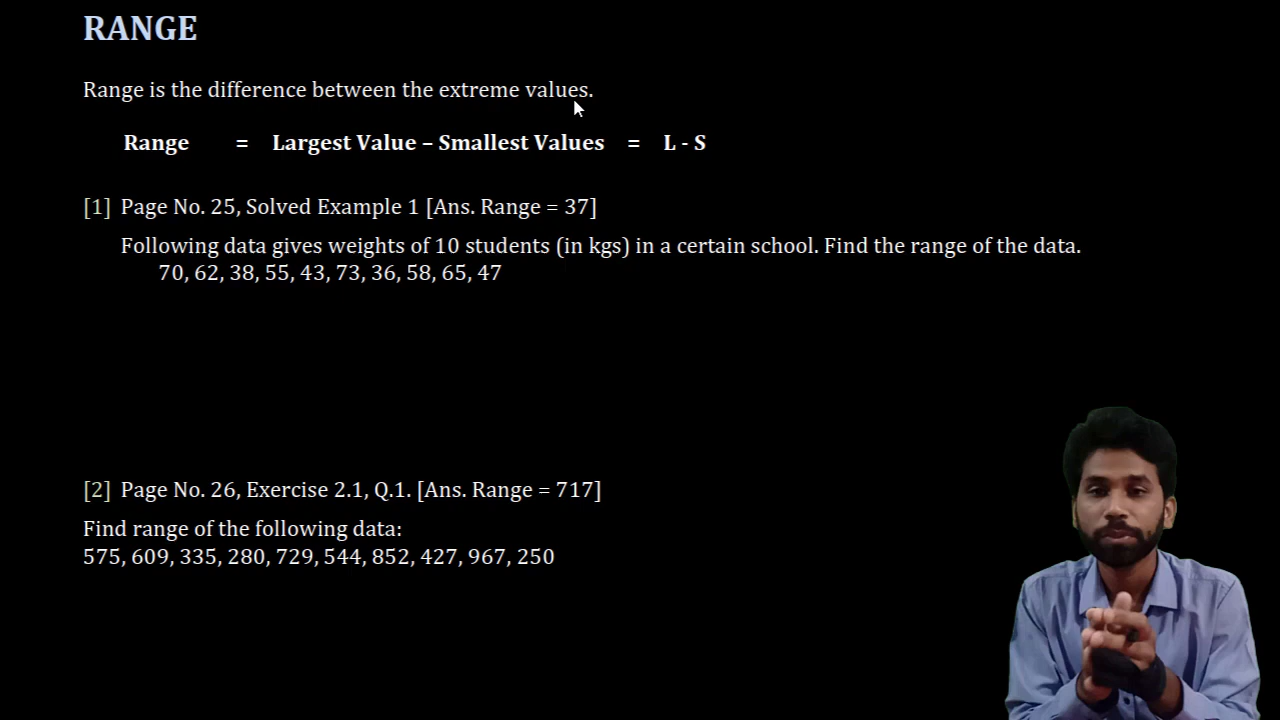 RANGE
Range is the difference between the extreme values.
Range = Largest Value – Smallest Values = L - S
[1] Page No. 25, Solved Example 1 [Ans. Range = 37]
Following data gives weights of 10 students (in kgs) in a certain school. Find the range of the data.
70, 62, 38, 55, 43, 73, 36, 58, 65, 47
[2] Page No. 26, Exercise 2.1, Q.1. [Ans. Range = 717]
Find range of the following data:
575, 609, 335, 280, 729, 544, 852, 427, 967, 250